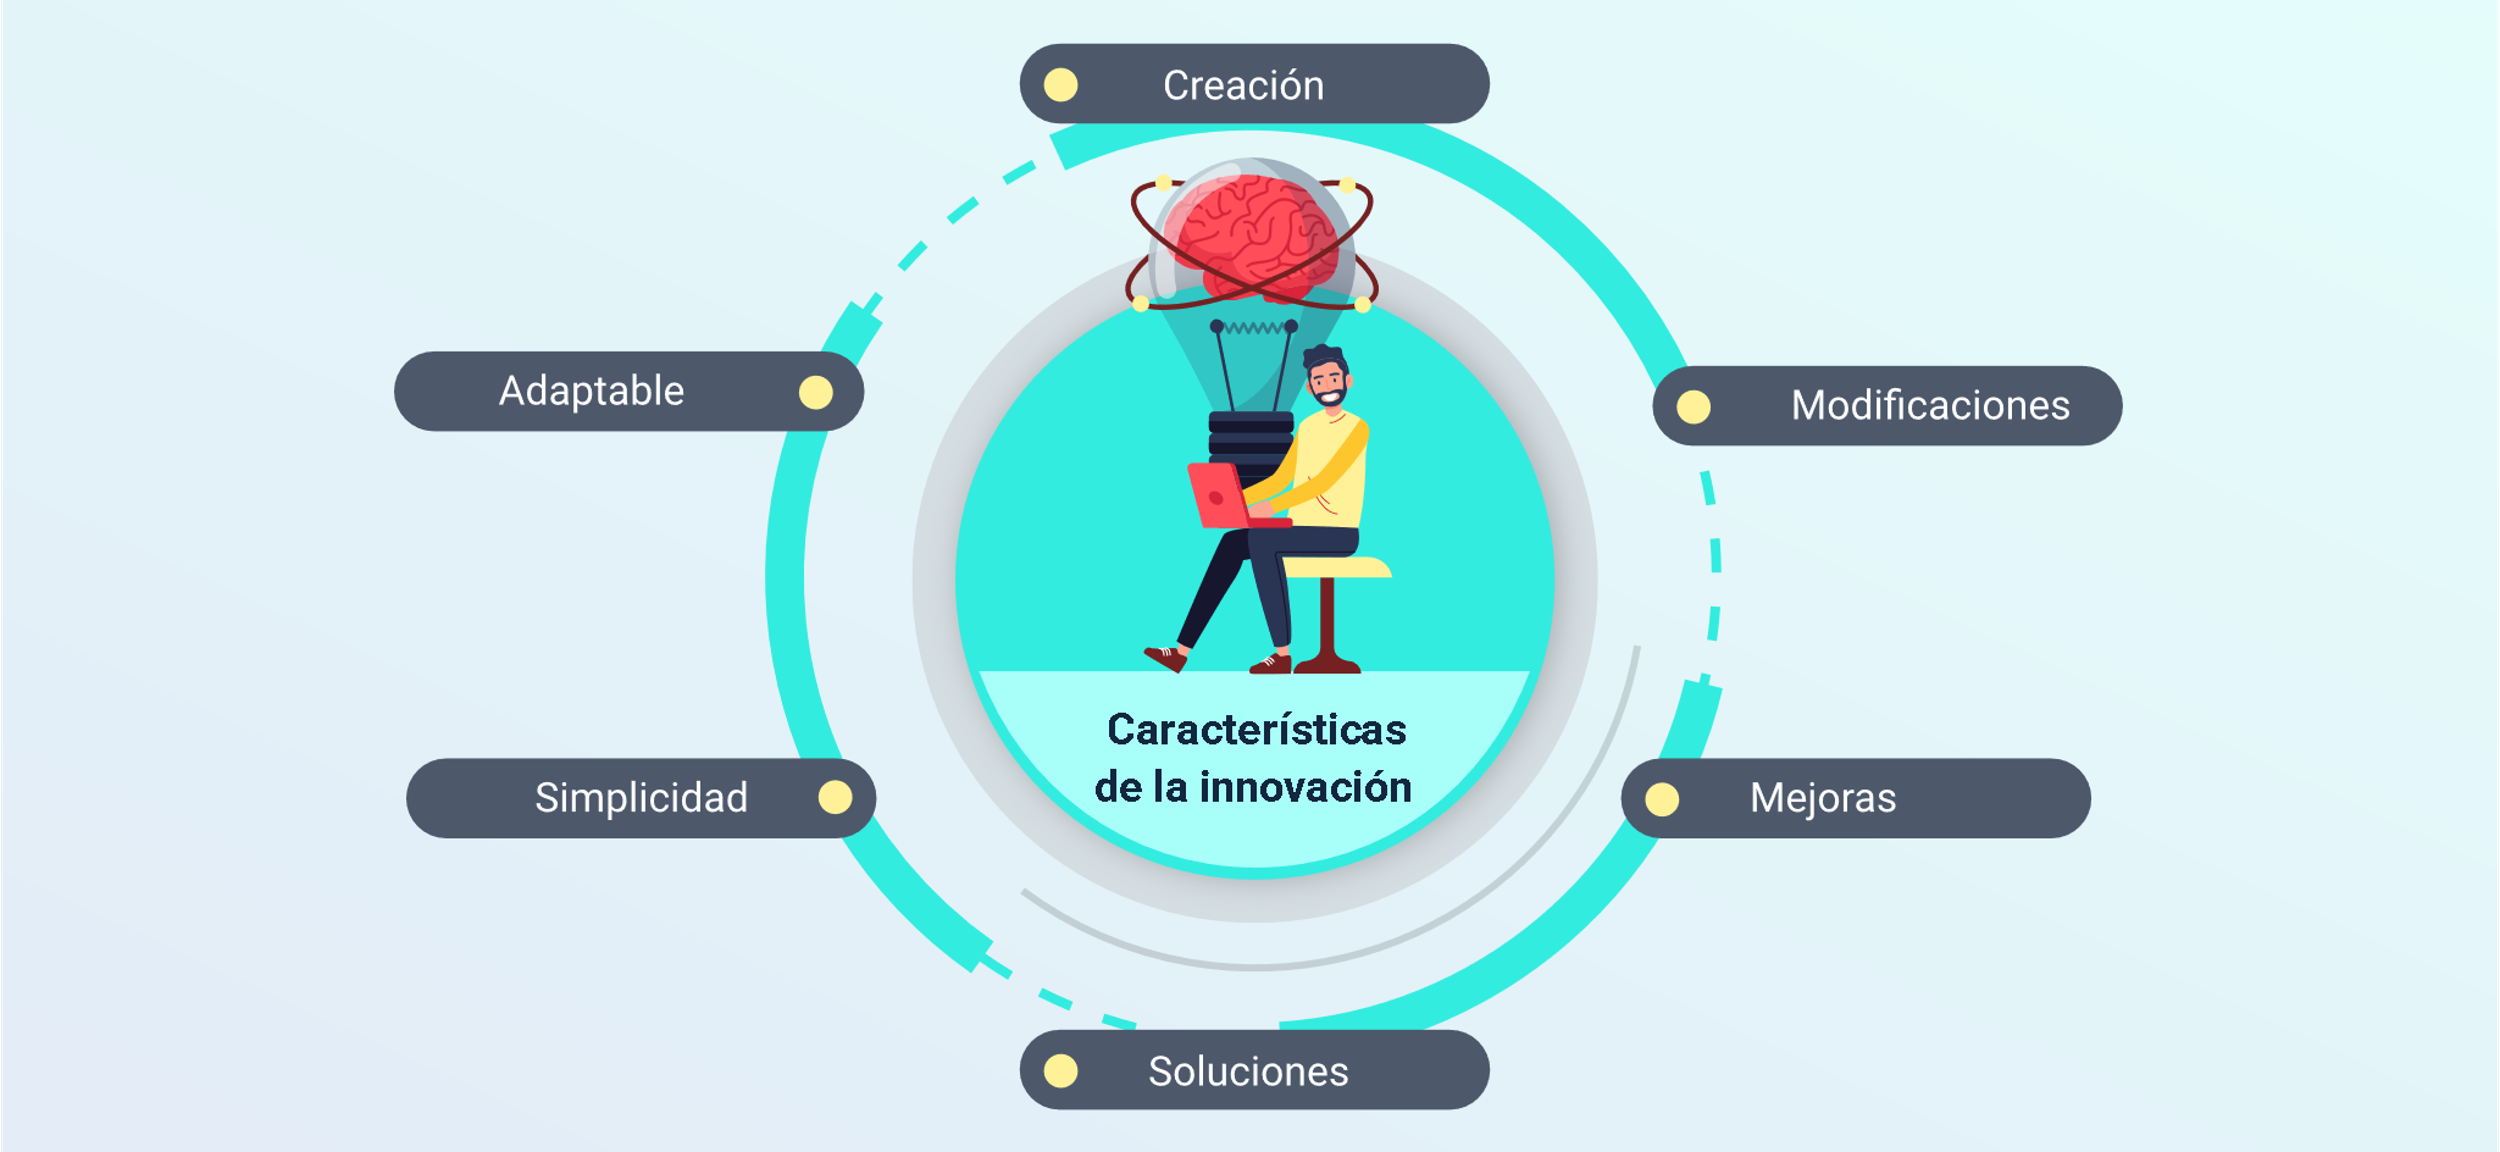 Creación
Adaptable
Modificaciones
Características
de la innovación
Simplicidad
Mejoras
Soluciones